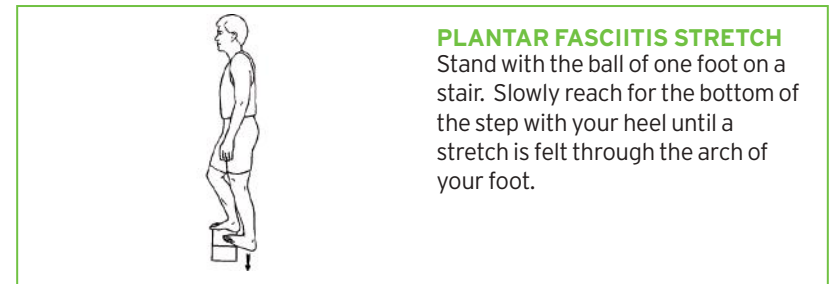 PLANTAR FASCIITIS STRETCH
Stand with the ball of one foot on a
stair. Slowly reach for the bottom of
the step with your heel until a
stretch is felt through the arch of
your foot.